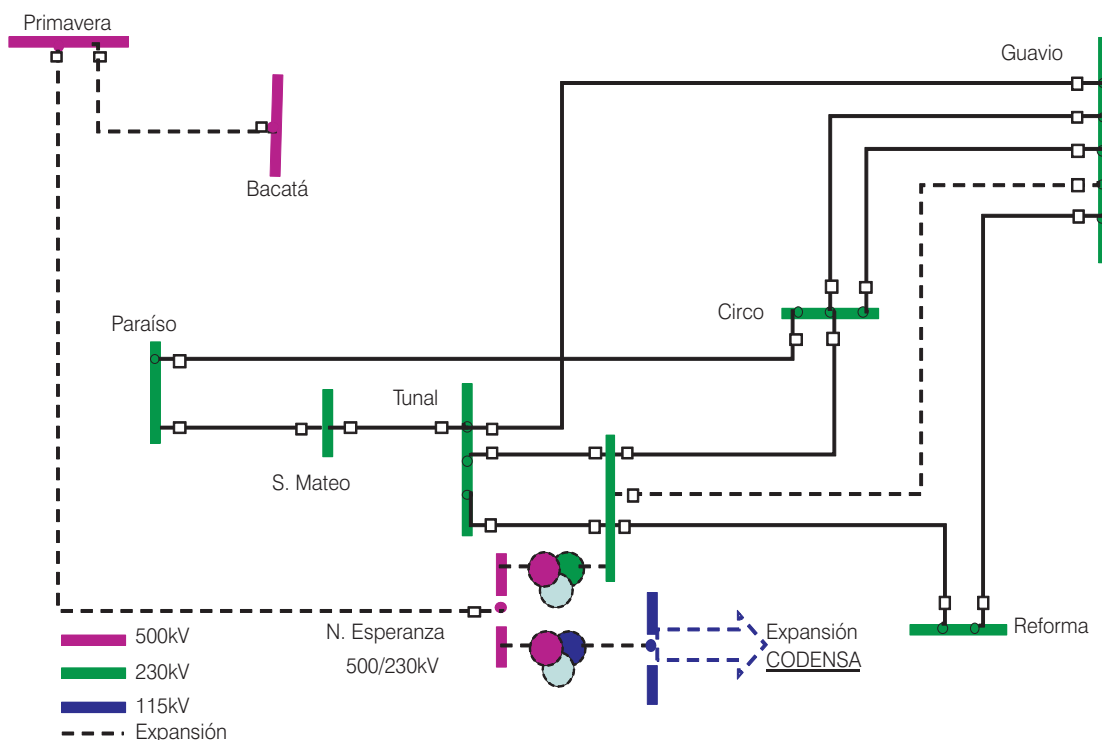 Primavera
Guavio
Bacatá
Circo
Paraíso
Tunal
S. Mateo
N. Esperanza
500/230kV
Expansión
CODENSA
Reforma
500kV
230kV
115kV
Expansión